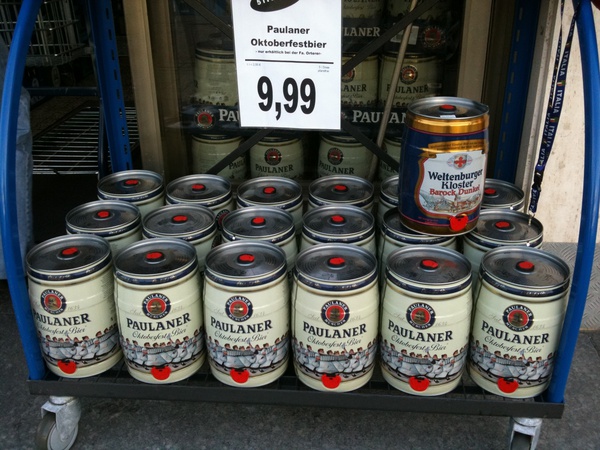 Paulaner
Oktoberfestbier
9,99
Weltenburger
Kloster
Barock Dunkel
PAULANER
Oktoberfest Bier
PAULANER
Oktoberfest Bier
PAULANER
Oktoberfest Bier
PAULANER
Oktoberfest Bier
PAULANER
Oktoberfest Bier
PAULANER
Oktoberfest Bier
ITALIA